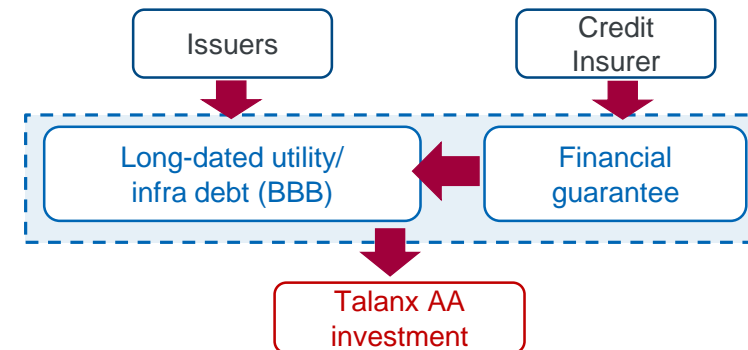 Issuers
Credit
Insurer
Long-dated utility/
infra debt (BBB)
Financial
guarantee
Talanx AA
investment